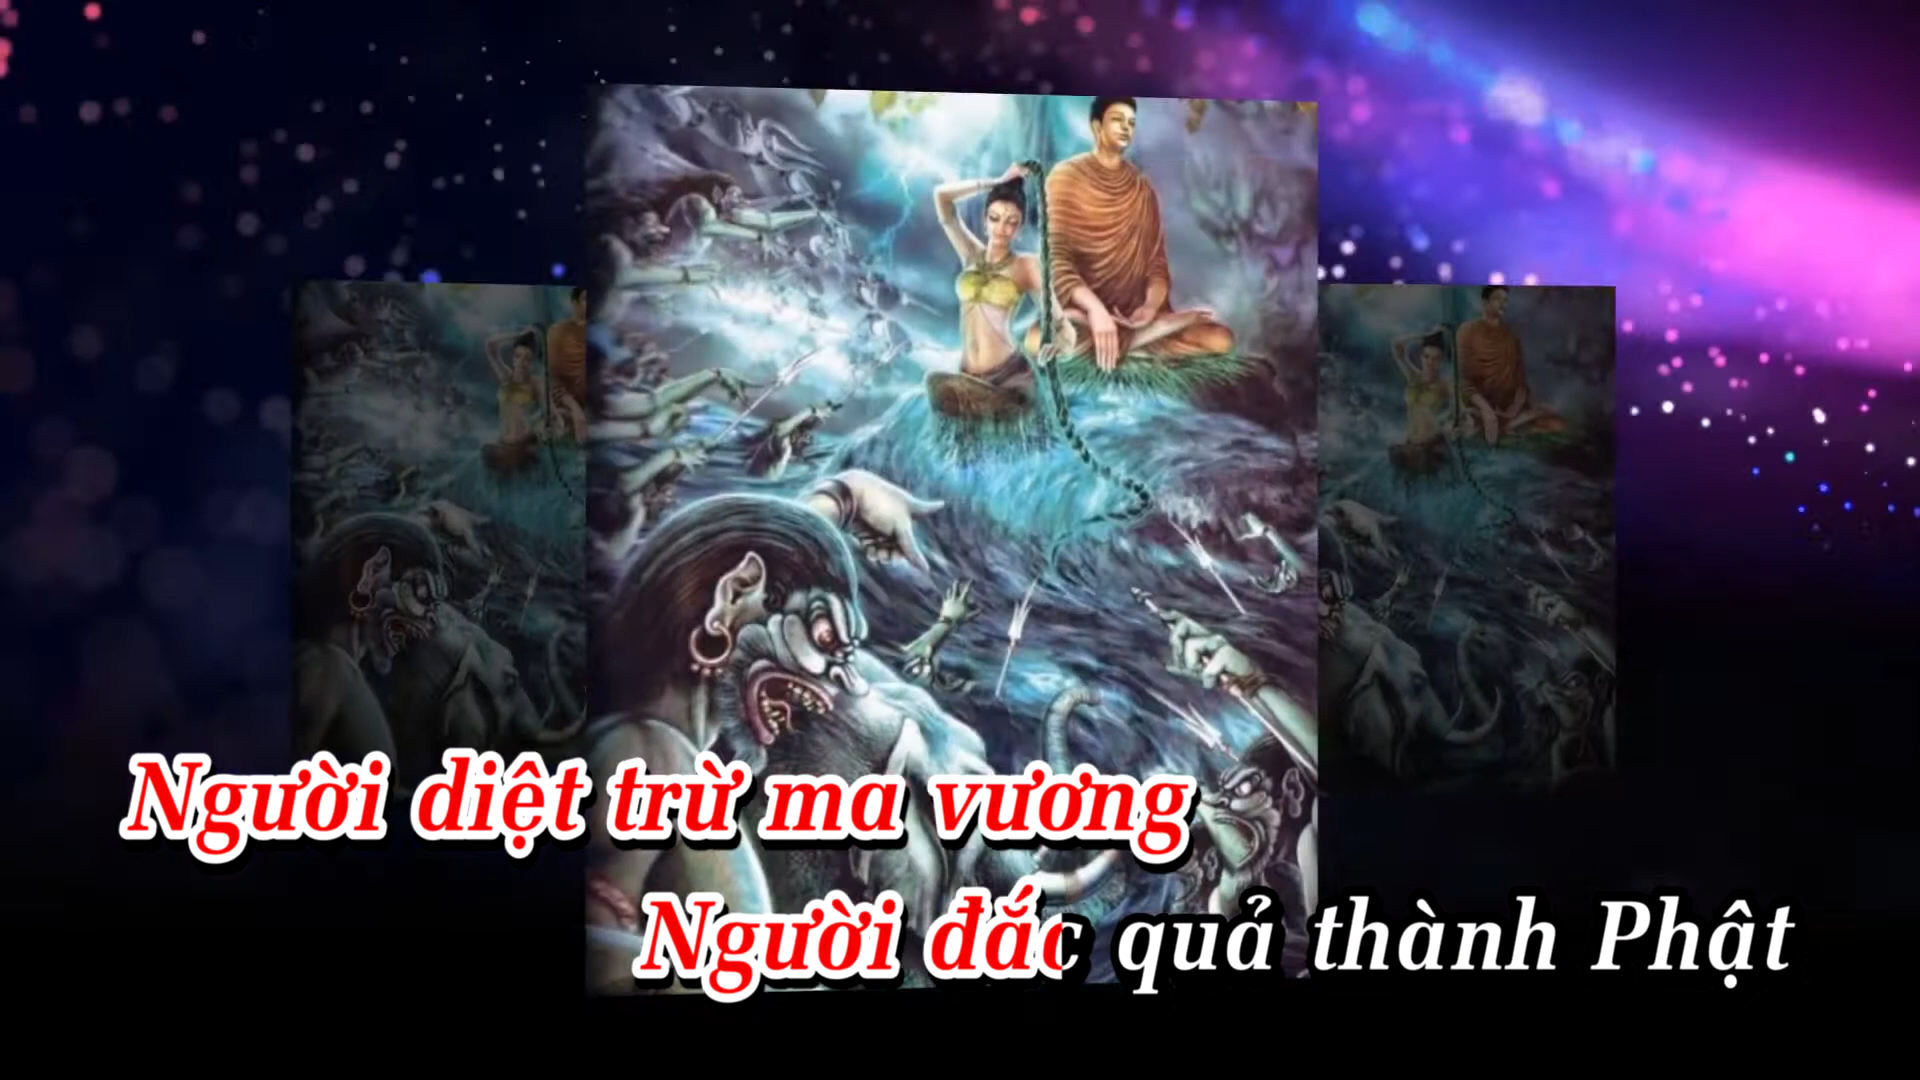 Người diệt trừ ma vương
Người đắc quả thành Phật